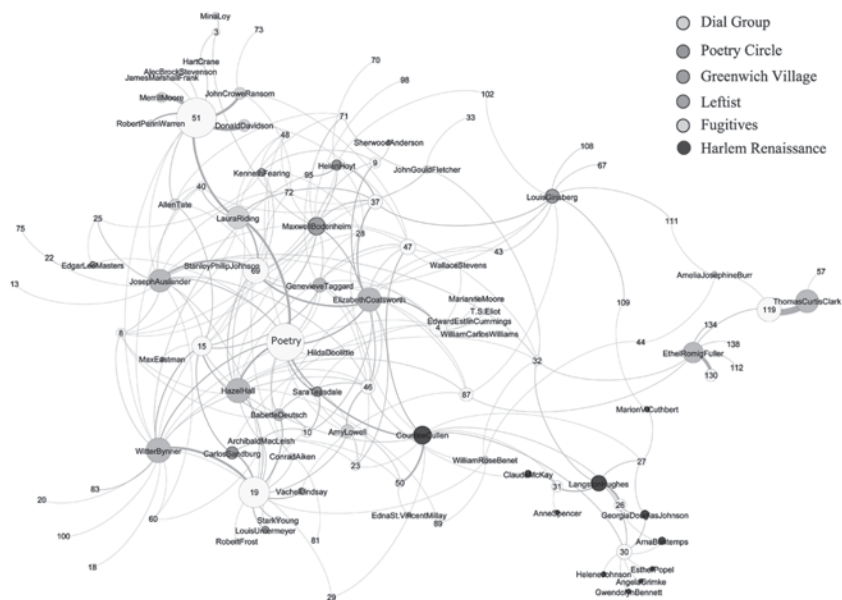 MinaLoy
Dial Group
3
73
Poetry Circle
HartCrane
70
Greenwich Village
AlecBrockStevenson
JamesMarshallFrank
98
Leftist
MerrillMoore
JohnCroweRansom
102
Fugitives
51
71
33
RobertPennWarren
DonaldDavidson
48
SherwoodAnderson
108
Harlem Renaissance
KennethFearing
95
HelenHoyt
9
JohnGouldFletcher
67
40
72
LouisGinsberg
AllenTate
37
25
LauraRiding
MaxwellBodenheim
28
111
75
47
43
22
EdgarLeeMasters
StanleyPhilipJohnson
69
WallaceStevens
AmeliaJosephineBurr
57
13
JosephAuslander
GenevieveTaggard
ElizabethCoatsworth
MarianneMoore
109
119
ThomasCurtisClark
T.S.Eliot
EdwardEstlinCummings
134
8
4
WilliamCarlosWilliams
15
Poetry
44
138
MaxEastman
HildaDoolittle
32
EthelRomigFuller
112
130
HazelHall
SaraTeasdale
46
87
BabetteDeutsch
MarionVCuthbert
10
AmyLowell
CounteeCullen
ArchibaldMacLeish
WitterBynner
CarlSandburg
ConradAiken
23
WilliamRoseBenet
27
ClaudeMcKay
83
19
VachelLindsay
50
31
LangstonHughes
20
26
60
StarkYoung
EdnaSt.VincentMillay
89
AnneSpencer
GeorgiaDouglasJohnson
100
LouisUntermeyer
RobertFrost
81
ArnaBontemps
30
18
HeleneJohnson
EstherPopel
AngelinaGrimke
29
GwendolynBennett